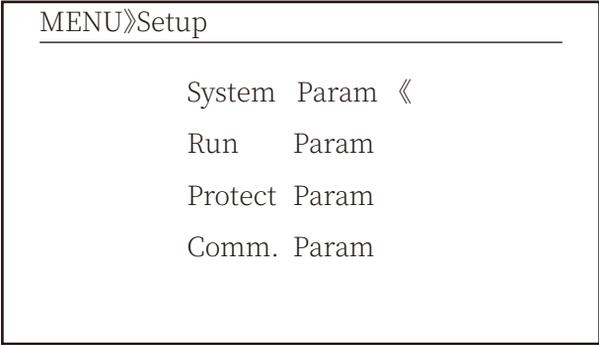 MENU》Setup
System Param 《
Run Param
Protect Param
Comm. Param